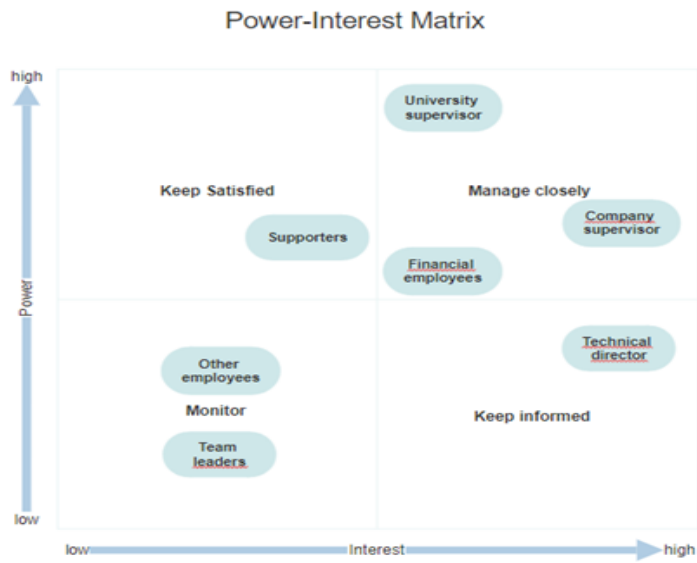 Power-Interest Matrix
high
University
supervisor
Keep Satisfied
Manage closely
Company
supervisor
Supporters
Financial
employees
Power
Technical
director
Other
employees
Monitor
Keep informed
Team
leaders
low
low
Interest
high